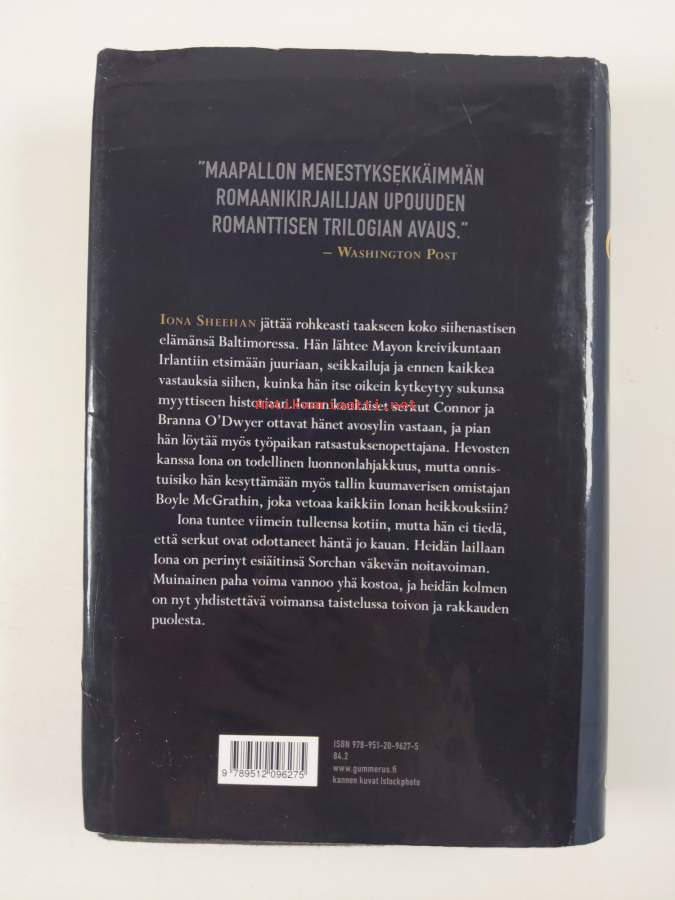 "MAAPALLON MENESTYKSEKKÄIMMÄN
ROMAANIKIRJAILIJAN UPOUUDEN
ROMANTTISEN TRILOGIAN AVAUS."
– WASHINGTON POST
IONA SHEEHAN jättää rohkeasti taakseen koko siihenastisen
elämänsä Baltimoressa. Hän lähtee Mayon kreivikuntaan
Irlantiin etsimään juuriaan, seikkailuja ja ennen kaikkea
vastauksia siihen, kuinka hän itse oikein kytkeytyy sukunsa
myyttiseen historiaan. Ionan kaukaiset serkut Connor ja
antikvariaatti.net
Branna O'Dwyer ottavat hänet avosylin vastaan, ja pian
hän löytää myös työpaikan ratsastuksenopettajana. Hevosten
kanssa Iona on todellinen luonnonlahjakkuus, mutta onnis-
tuisiko hän kesyttämään myös tallin kuumaverisen omistajan
Boyle McGrathin, joka vetoaa kaikkiin Ionan heikkouksiin?
Iona tuntee viimein tulleensa kotiin, mutta hän ei tiedä,
että serkut ovat odottaneet häntä jo kauan. Heidän laillaan
Iona on perinyt esiäitinsä Sorchan väkevän noitavoiman.
Muinainen paha voima vannoo yhä kostoa, ja heidän kolmen
on nyt yhdistettävä voimansa taistelussa toivon ja rakkauden
puolesta.
ISBN 978-951-20-9627-5
84.2
www.gummerus.fi
kannen kuvat Istockphoto
9 789512 096275